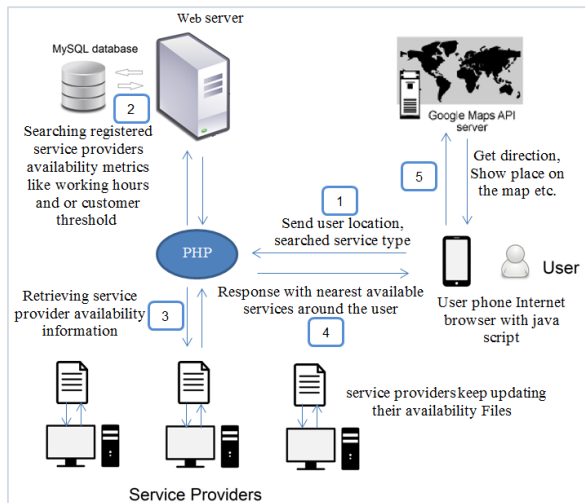 Web server
MySQL database
2
Searching registered
service providers
availability metrics
like working hours
and or customer
threshold
Google Maps API
server
5
Get direction,
Show place on
the map etc.
1
Send user location,
searched service type
PHP
User
User phone Internet
browser with java
script
Retrieving service
provider availability
information
3
Response with nearest available
services around the user
4
service providers keep updating
their availability Files
Service Providers